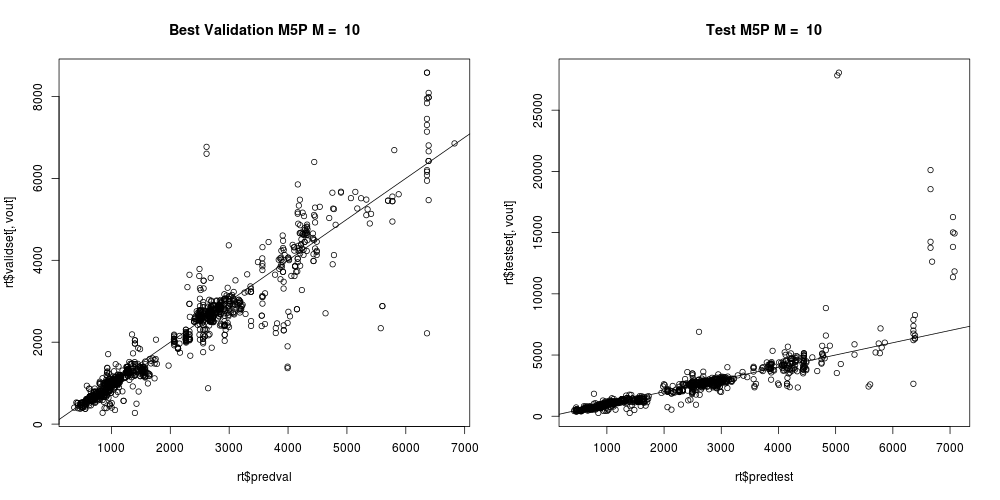 Best Validation M5P M = 10
rt$validset[, vout]
8000
6000
4000
2000
0
1000 2000 3000 4000 5000 6000 7000
rt$predval
Test M5P M = 10
rt$testset[, vout]
25000
20000
15000
10000
5000
0
1000 2000 3000 4000 5000 6000 7000
rt$predtest